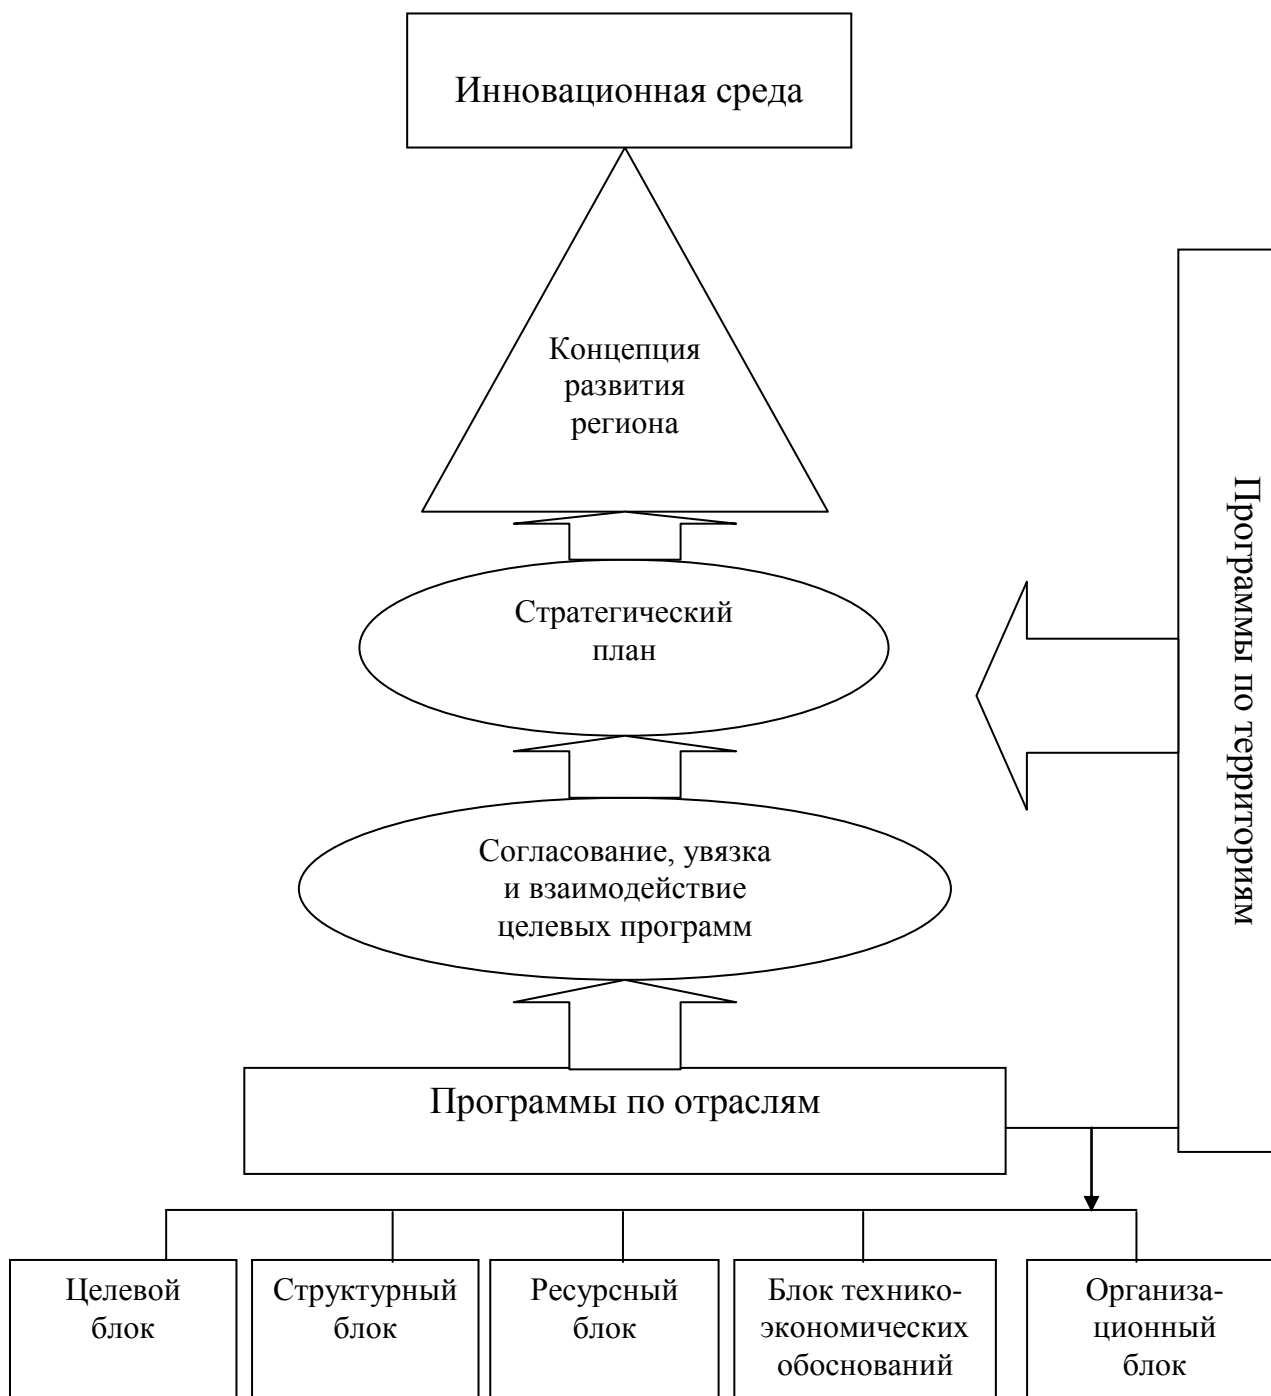 Инновационная среда
Концепция
развития
региона
Стратегический
план
Согласование, увязка
и взаимодействие
целевых программ
Программы по территориям
Программы по отраслям
Целевой
блок
Структурный
блок
Ресурсный
блок
Блок технико-
экономических
обоснований
Организа-
ционный
блок